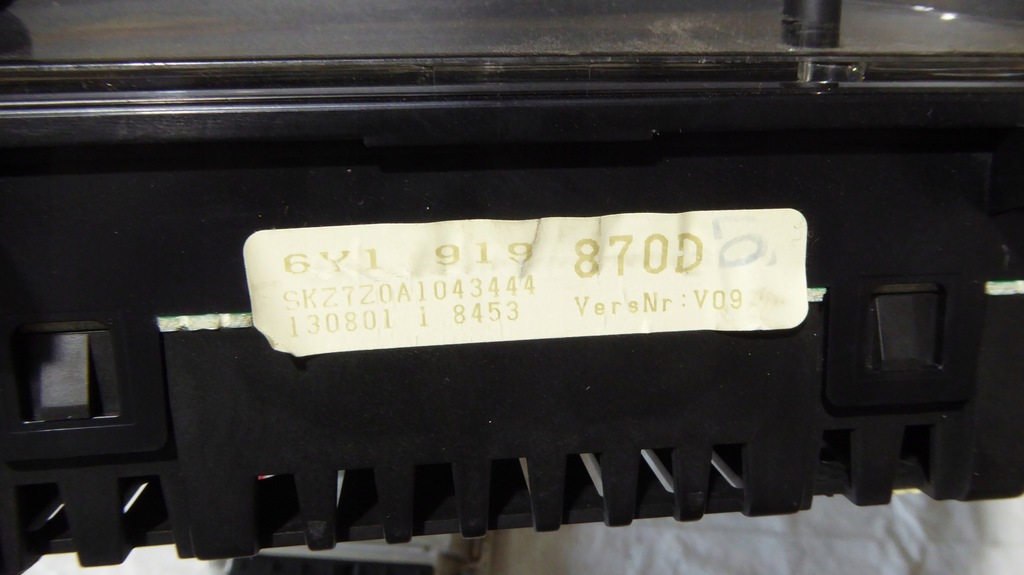 6Y1 919 870D D.
SKZ7Z0A1043444
130801 1 8453 VersNr:V09